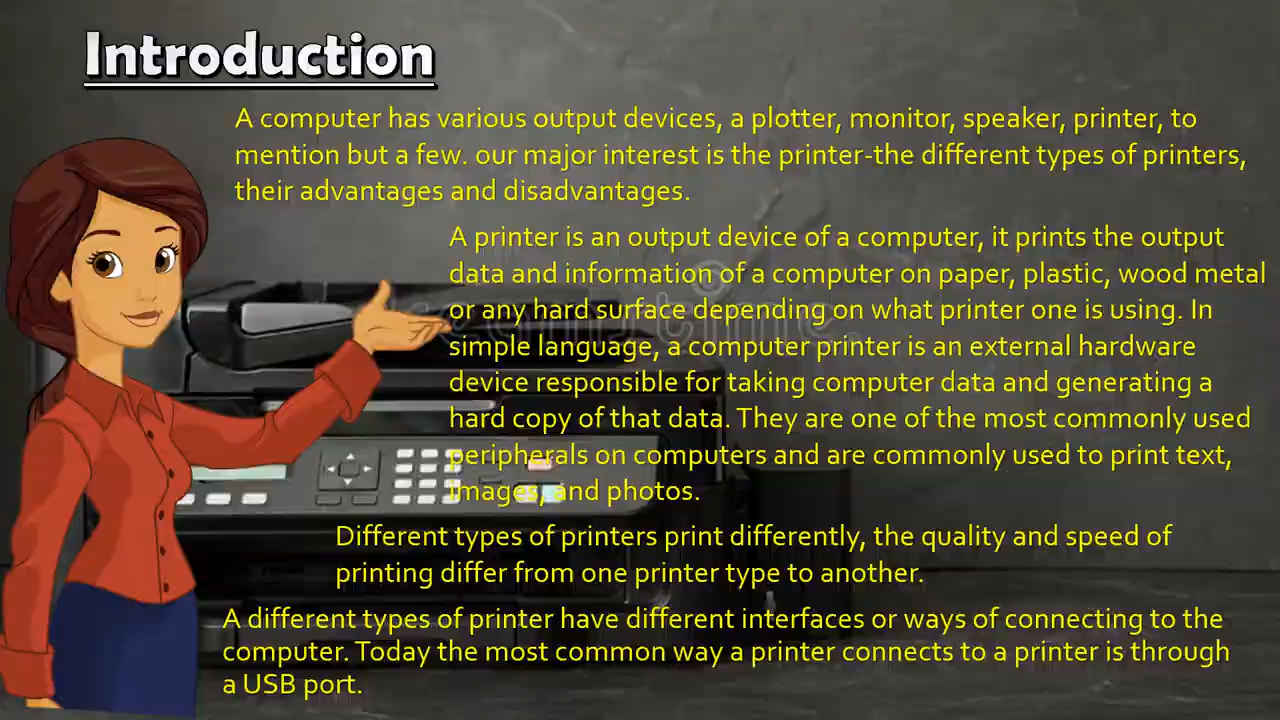 Introduction
A computer has various output devices, a plotter, monitor, speaker, printer, to
mention but a few. our major interest is the printer-the different types of printers,
their advantages and disadvantages.
A printer is an output device of a computer, it prints the output
data and information of a computer on paper, plastic, wood metal
or any hard surface depending on what printer one is using. In
simple language, a computer printer is an external hardware
device responsible for taking computer data and generating a
hard copy of that data. They are one of the most commonly used
peripherals on computers and are commonly used to print text,
images, and photos.
Different types of printers print differently, the quality and speed of
printing differ from one printer type to another.
A different types of printer have different interfaces or ways of connecting to the
computer. Today the most common way a printer connects to a printer is through
a USB port.